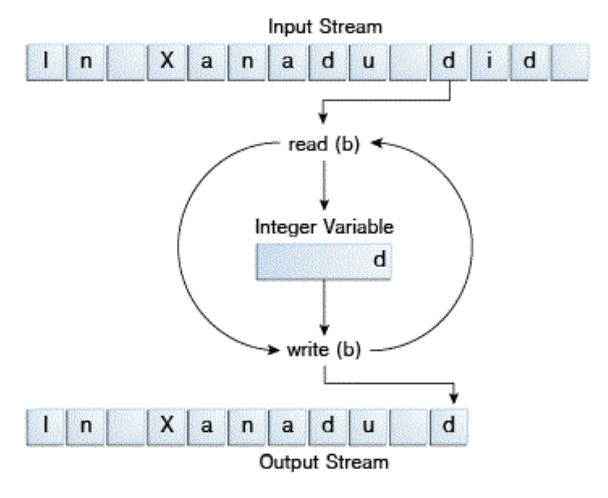 Input Stream
I n X a n a d u d i d
read (b)
Integer Variable
d
write (b)
I n X a n a d u d
Output Stream